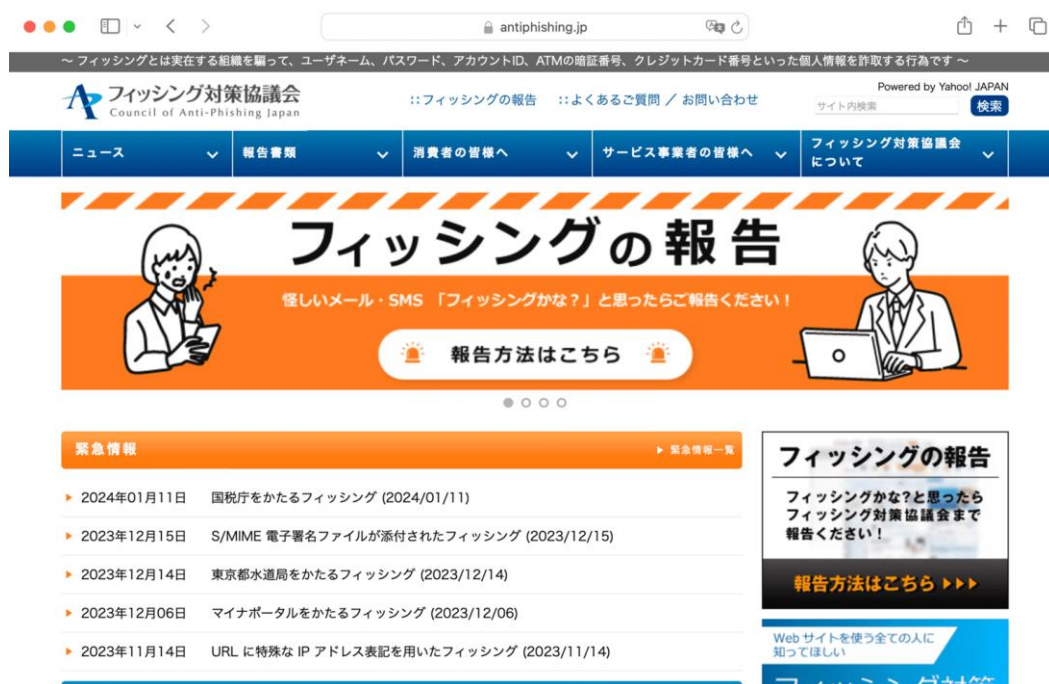 antiphishing.jp
～ フィッシングとは実在する組織を騙って、ユーザネーム、パスワード、アカウントID、ATMの暗証番号、クレジットカード番号といった個人情報を詐取する行為です ～
フィッシング対策協議会
Council of Anti-Phishing Japan
::フィッシングの報告 ::よくあるご質問 / お問い合わせ
Powered by Yahoo! JAPAN
サイト内検索 検索
ニュース 報告書類 消費者の皆様へ サービス事業者の皆様へ フィッシング対策協議会
について
フィッシングの報告
怪しいメール・SMS 「フィッシングかな？」と思ったらご報告ください！
報告方法はこちら
緊急情報 緊急情報一覧
2024年01月11日 国税庁をかたるフィッシング (2024/01/11)
2023年12月15日 S/MIME 電子署名ファイルが添付されたフィッシング (2023/12/15)
2023年12月14日 東京都水道局をかたるフィッシング (2023/12/14)
2023年12月06日 マイナポータルをかたるフィッシング (2023/12/06)
2023年11月14日 URL に特殊な IP アドレス表記を用いたフィッシング (2023/11/14)
フィッシングの報告
フィッシングかな?と思ったら
フィッシング対策協議会まで
報告ください！
報告方法はこちら
Web サイトを使う全ての人に
知ってほしい